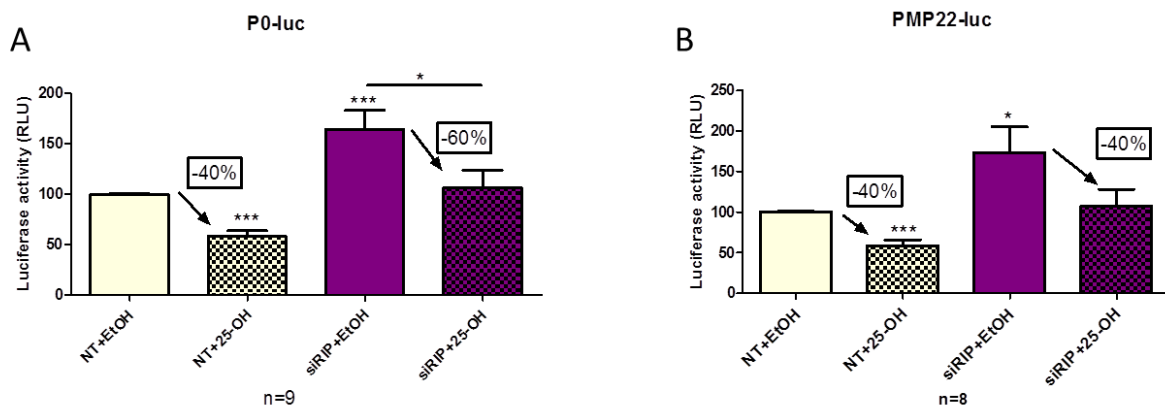 P0-luc
A
Luciferase activity (RLU)
200
150
100
50
0
-40%
***
***
*
-60%
NT+EtOH
NT+25-OH
siRIP+EtOH
siRIP+25-OH
n=9
PMP22-luc
B
Luciferase activity (RLU)
250
200
150
100
50
0
-40%
***
*
-40%
NT+EtOH
NT+25-OH
siRIP+EtOH
siRIP+25-OH
n=8